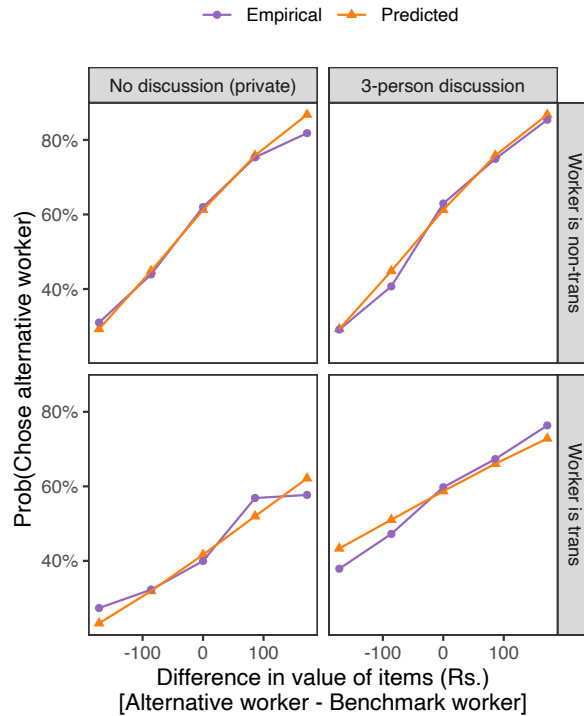 Empirical Predicted
No discussion (private) 3-person discussion
80%
60%
40%
Worker is non-trans
80%
60%
40%
Worker is trans
Prob(Chose alternative worker)
-100 0 100 -100 0 100
Difference in value of items (Rs.)
[Alternative worker - Benchmark worker]